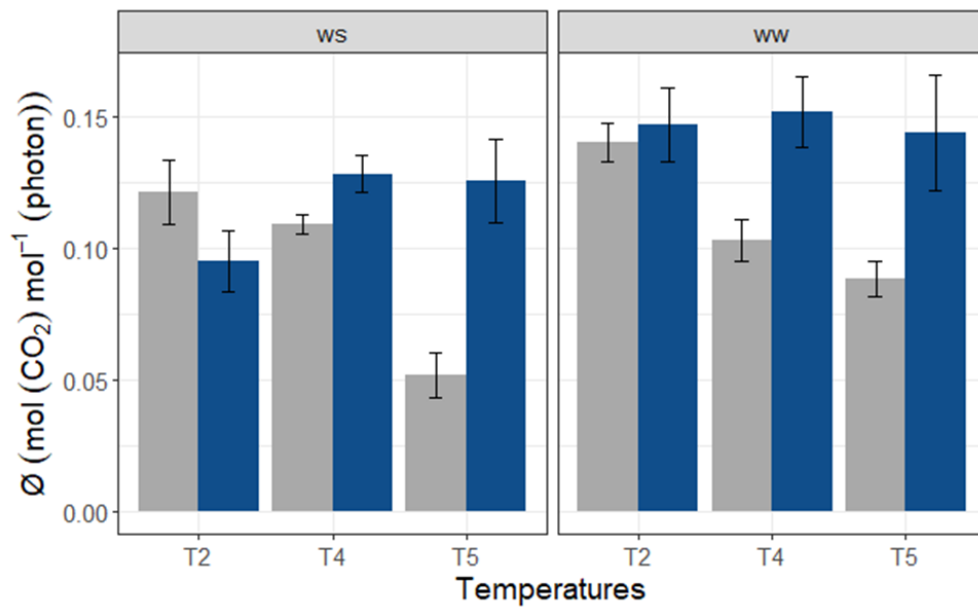 ws
ww
Ø (mol (CO₂) mol⁻¹ (photon))
0.15
0.10
0.05
0.00
T2
T4
T5
T2
T4
T5
Temperatures